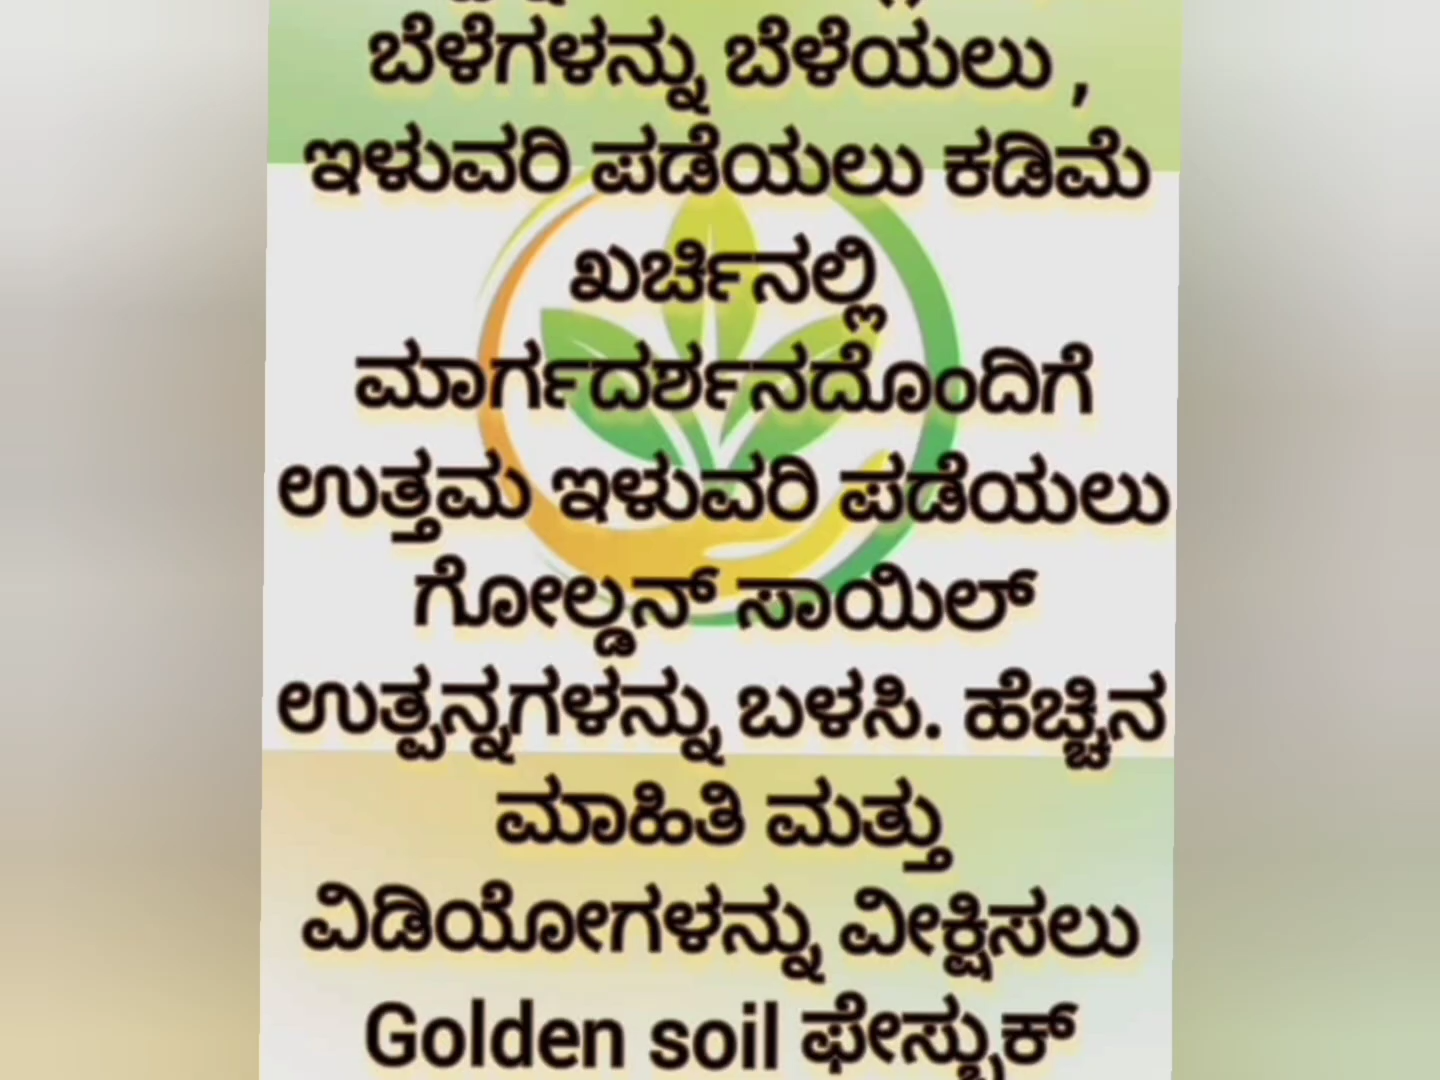 ಬೆಳೆಗಳನ್ನು ಬೆಳೆಯಲು ,
ಇಳುವರಿ ಪಡೆಯಲು ಕಡಿಮೆ
ಖರ್ಚಿನಲ್ಲಿ
ಮಾರ್ಗದರ್ಶನದೊಂದಿಗೆ
ಉತ್ತಮ ಇಳುವರಿ ಪಡೆಯಲು
ಗೋಲ್ಡನ್ ಸಾಯಿಲ್
ಉತ್ಪನ್ನಗಳನ್ನು ಬಳಸಿ. ಹೆಚ್ಚಿನ
ಮಾಹಿತಿ ಮತ್ತು
ವಿಡಿಯೋಗಳನ್ನು ವೀಕ್ಷಿಸಲು
Golden soil ಫೇಸ್ಬುಕ್